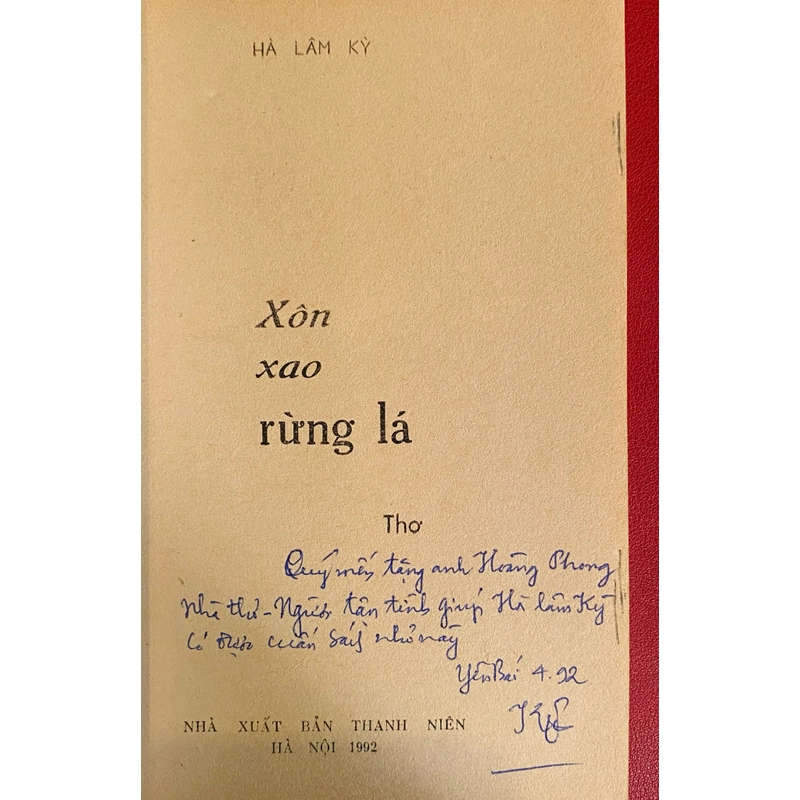 HÀ LÂM KỲ
Xôn
xao
rừng lá
Thơ
Quý mến tặng anh Hoàng Phong
Nhà thơ - Người tận tình giúp Hà Lâm Kỳ
Có được cuốn sách nhỏ này
Yên Bái 4.92
NHÀ XUẤT BẢN THANH NIÊN
HÀ NỘI 1992